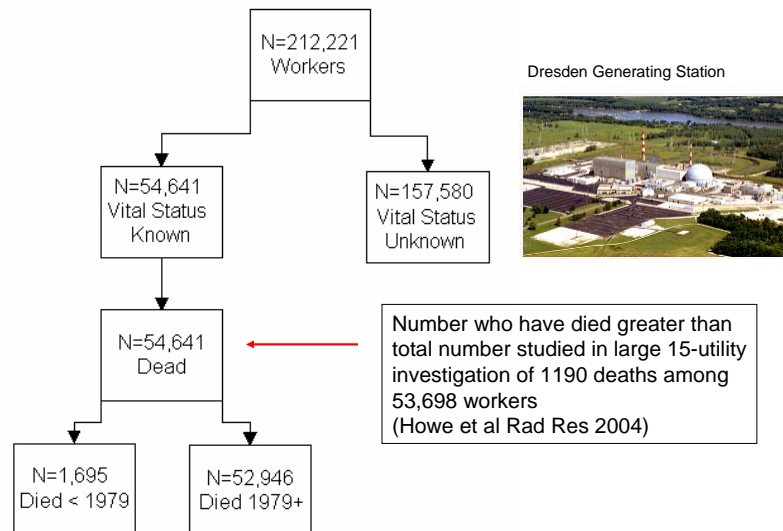 N=212,221
Workers
Dresden Generating Station
N=54,641
Vital Status
Known
N=157,580
Vital Status
Unknown
N=54,641
Dead
Number who have died greater than
total number studied in large 15-utility
investigation of 1190 deaths among
53,698 workers
(Howe et al Rad Res 2004)
N=1,695
Died < 1979
N=52,946
Died 1979+